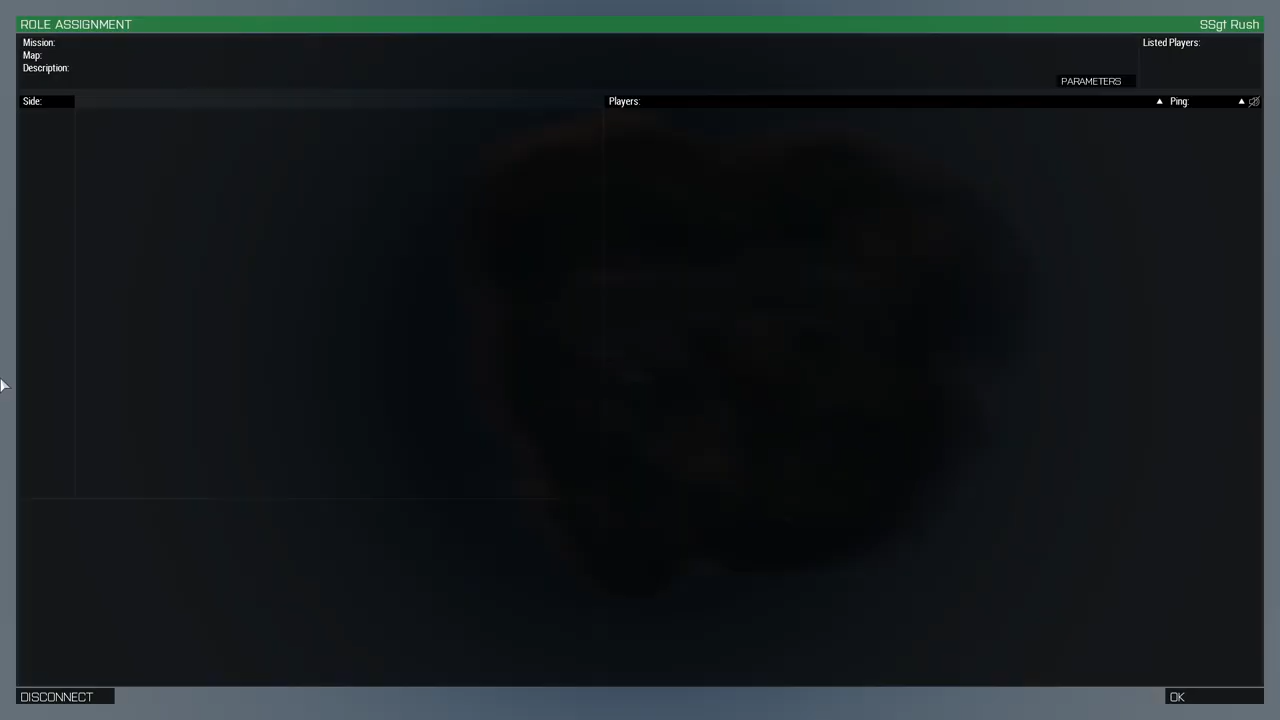 ROLE ASSIGNMENT
SSgt Rush
Mission:
Listed Players:
Map:
Description:
PARAMETERS
Side:
Players:
Ping:
DISCONNECT
OK